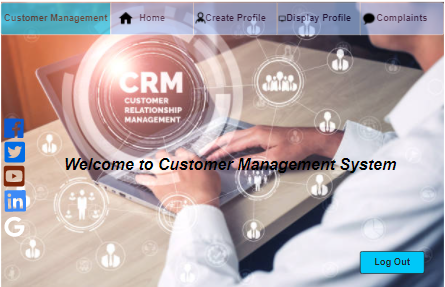 Customer Management
Home
Create Profile
Display Profile
Complaints
CRM
CUSTOMER
RELATIONSHIP
MANAGEMENT
Welcome to Customer Management System
Log Out